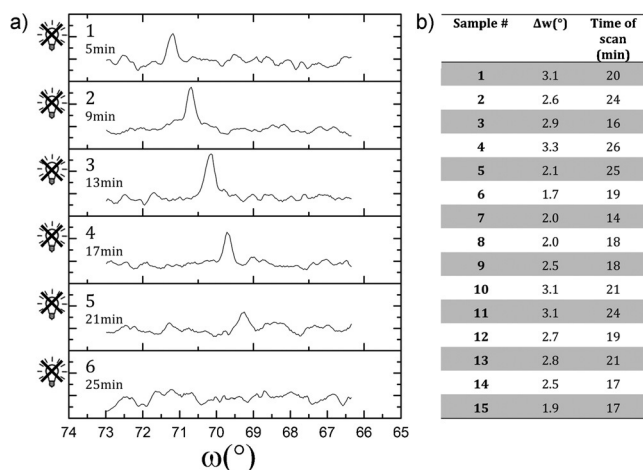 a)
1
5min
2
9min
3
13min
4
17min
5
21min
6
25min
74 73 72 71 70 69 68 67 66 65
ω(°)
b)
Sample # Δw(°) Time of scan (min)
1 3.1 20
2 2.6 24
3 2.9 16
4 3.3 26
5 2.1 25
6 1.7 19
7 2.0 14
8 2.0 18
9 2.5 18
10 3.1 21
11 3.1 24
12 2.7 19
13 2.8 21
14 2.5 17
15 1.9 17